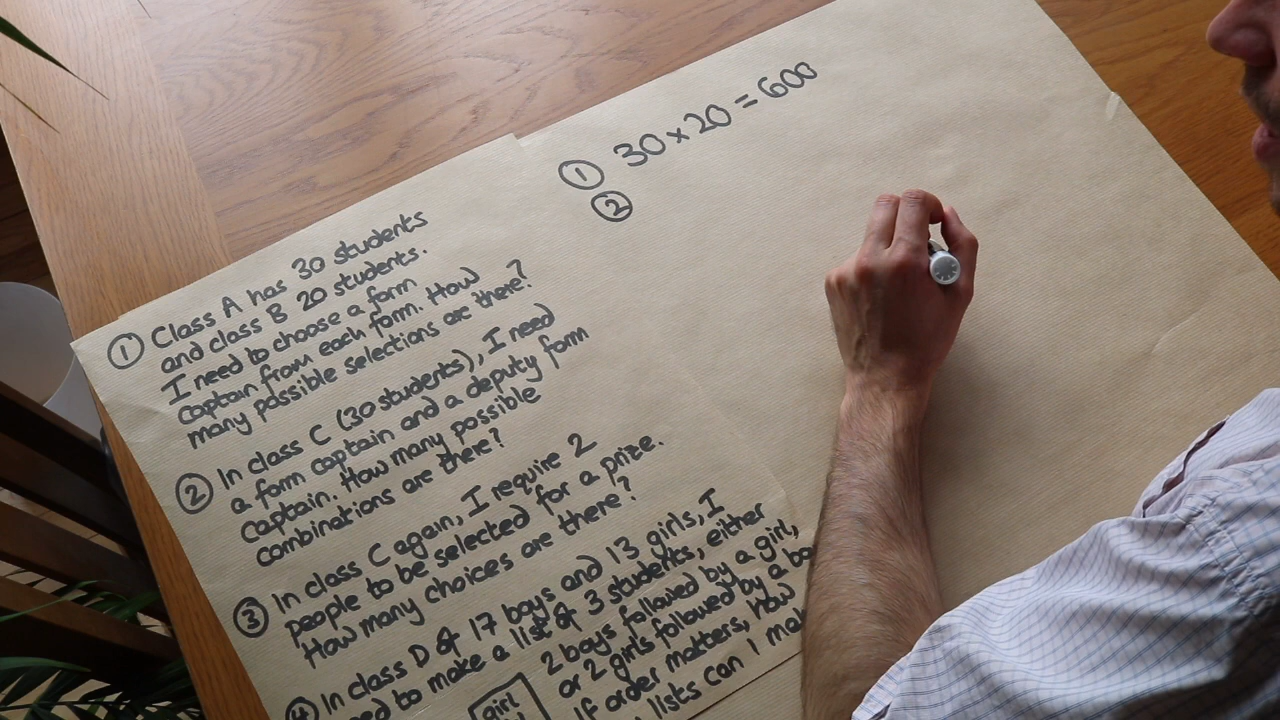 ① Class A has 30 students
and class B 20 students.
I need to choose a form
captain from each form. How
many possible selections are there?
② In class C (30 students), I need
a form captain and a deputy form
captain. How many possible
combinations are there?
③ In class C again, I require 2
people to be selected for a prize.
How many choices are there?
④ In class D of 17 boys and 13 girls, I
to make a list of 3 students, either
2 boys followed by a girl,
or 2 girls followed by a
If order matters, how
lists can I
girl
① 30 × 20 = 600
②